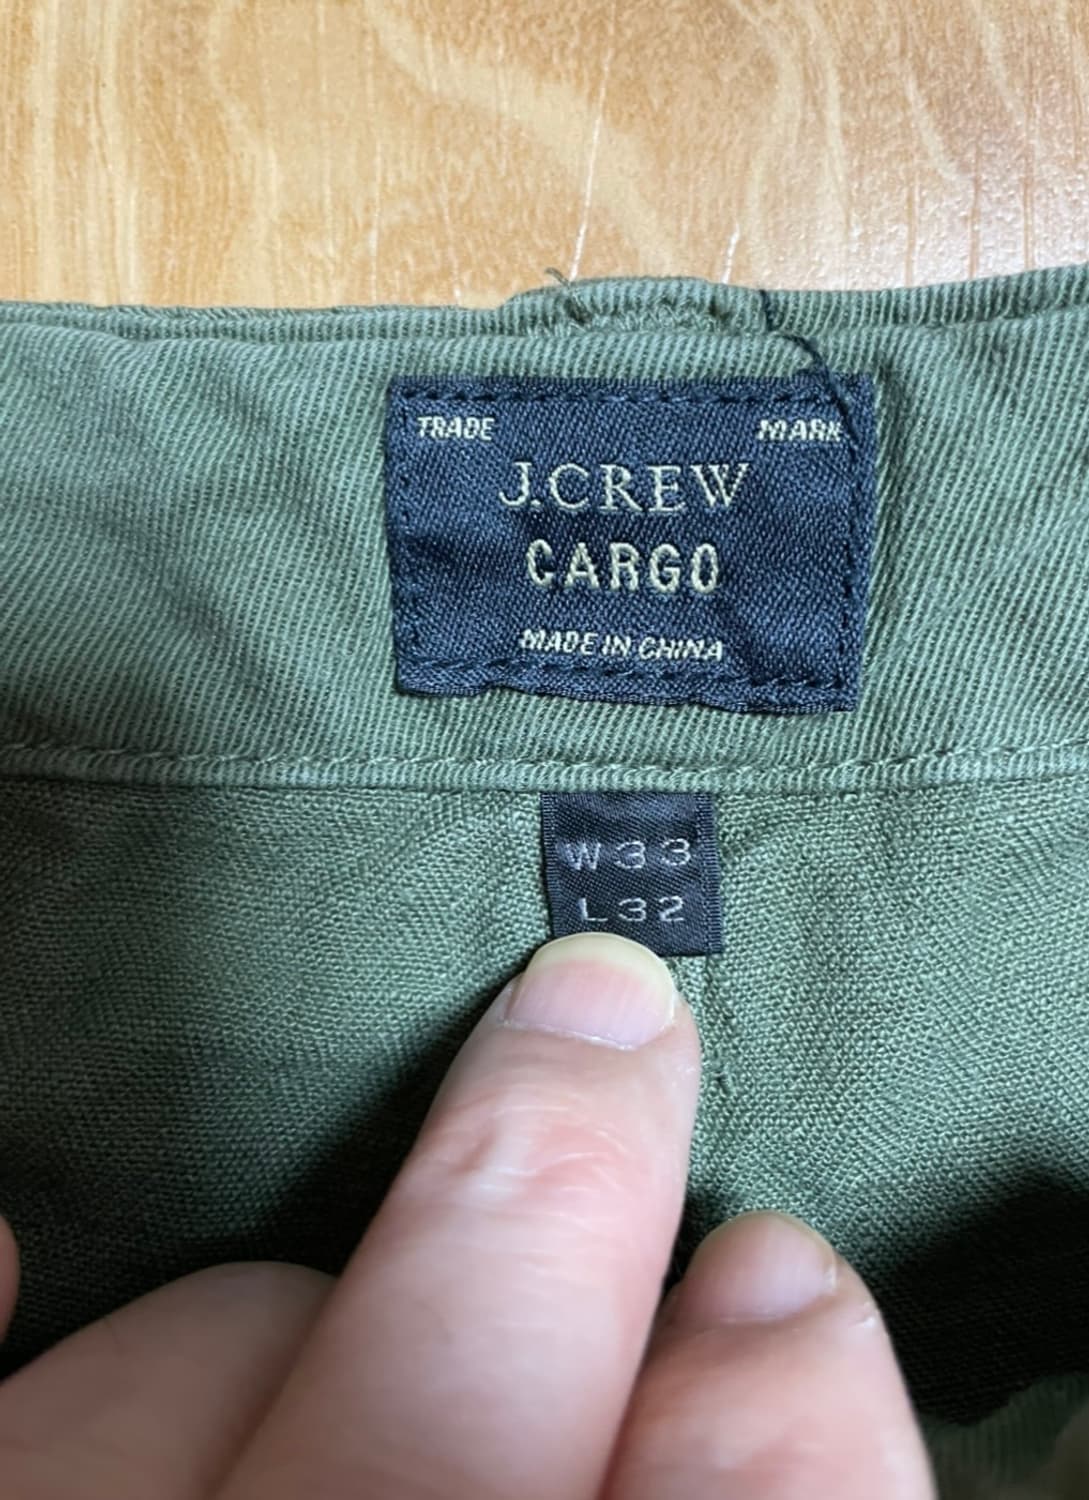 TRADE MARK
J.CREW
CARGO
MADE IN CHINA
W33
L32